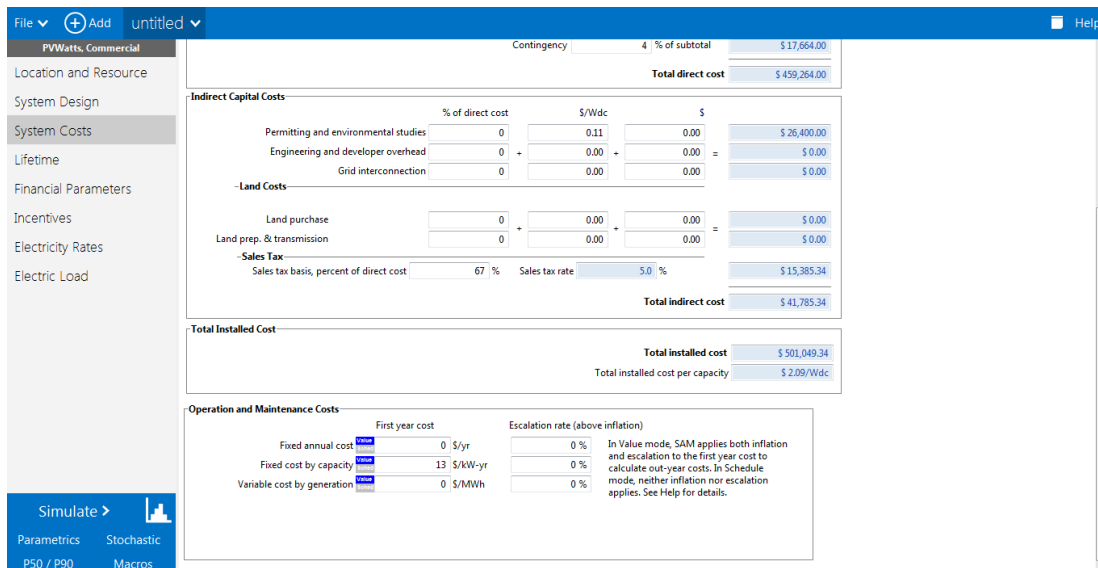 File Add untitled Help
PVWatts, Commercial
Location and Resource
System Design
System Costs
Lifetime
Financial Parameters
Incentives
Electricity Rates
Electric Load
Simulate >
Parametrics Stochastic
P50 / P90 Macros
Contingency 4 % of subtotal $ 17,664.00
Total direct cost $ 459,264.00
Indirect Capital Costs
% of direct cost $/Wdc $
Permitting and environmental studies 0 0.11 0.00 $ 26,400.00
Engineering and developer overhead 0 + 0.00 + 0.00 = $ 0.00
Grid interconnection 0 0.00 0.00 $ 0.00
-Land Costs
Land purchase 0 0.00 0.00 $ 0.00
+ + =
Land prep. & transmission 0 0.00 0.00 $ 0.00
-Sales Tax
Sales tax basis, percent of direct cost 67 % Sales tax rate 5.0 % $ 15,385.34
Total indirect cost $ 41,785.34
Total Installed Cost
Total installed cost $ 501,049.34
Total installed cost per capacity $ 2.09/Wdc
Operation and Maintenance Costs
First year cost Escalation rate (above inflation)
Fixed annual cost Value 0 $/yr 0 %
Fixed cost by capacity Value 13 $/kW-yr 0 %
Variable cost by generation Value 0 $/MWh 0 %
In Value mode, SAM applies both inflation
and escalation to the first year cost to
calculate out-year costs. In Schedule
mode, neither inflation nor escalation
applies. See Help for details.